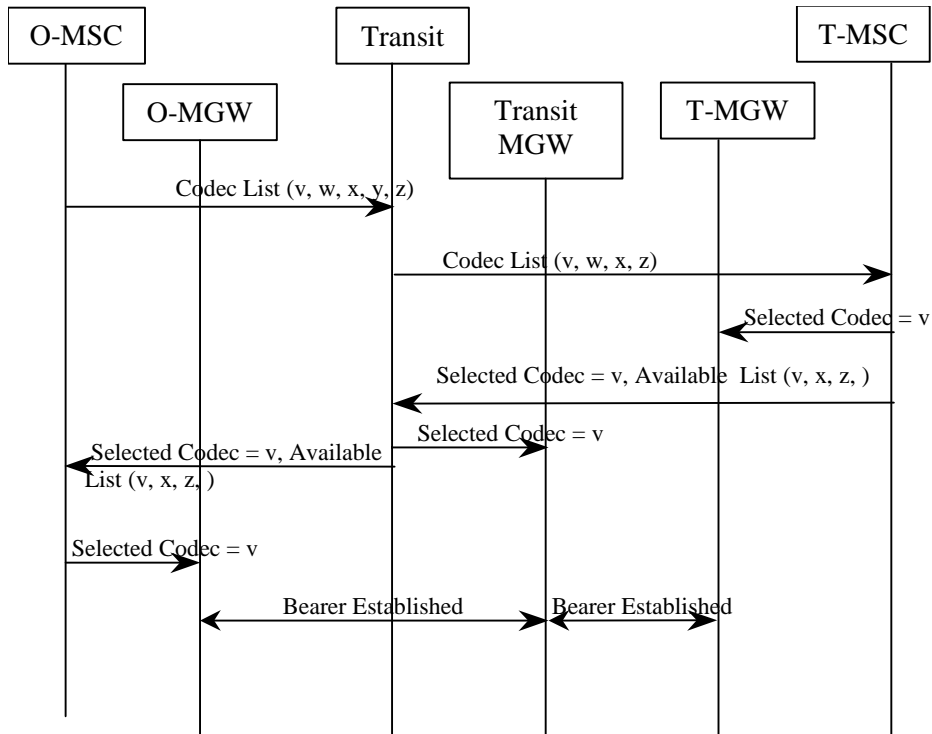 O-MSC
Transit
T-MSC
O-MGW
Transit
MGW
T-MGW
Codec List (v, w, x, y, z)
Codec List (v, w, x, z)
Selected Codec = v
Selected Codec = v, Available List (v, x, z, )
Selected Codec = v
Selected Codec = v, Available
List (v, x, z, )
Selected Codec = v
Bearer Established
Bearer Established